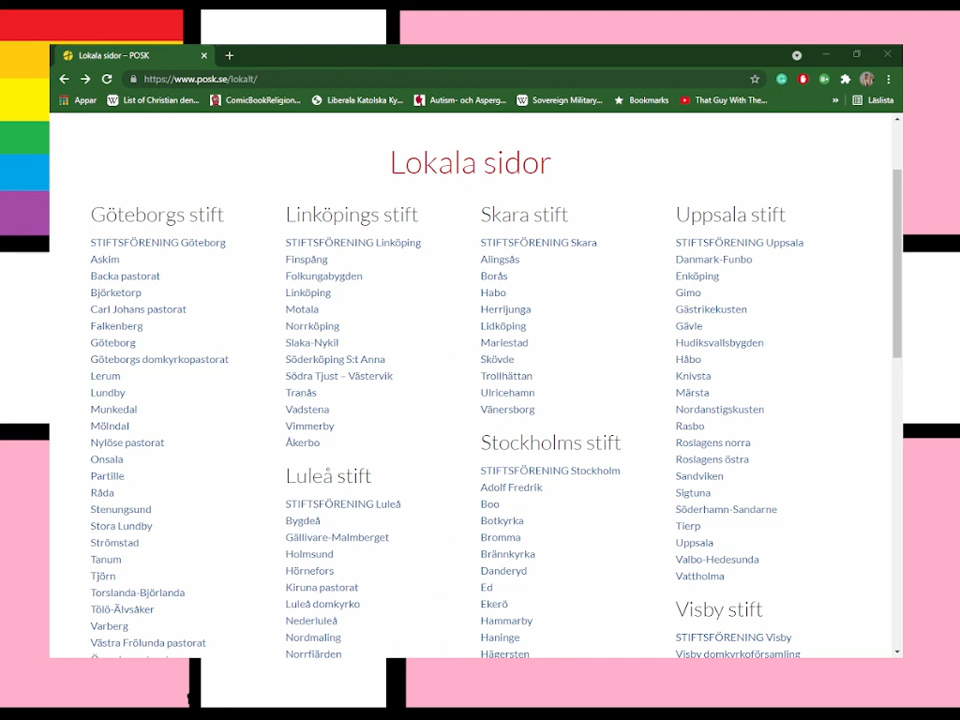 Lokala sidor – POSK
https://www.posk.se/lokalt/
Appar
List of Christian den...
ComicBookReligion...
Liberala Katolska Ky...
Autism- och Asperg...
Sovereign Military...
Bookmarks
That Guy With The...
»
Läslista
Lokala sidor
Göteborgs stift
STIFTSFÖRENING Göteborg
Askim
Backa pastorat
Björketorp
Carl Johans pastorat
Falkenberg
Göteborg
Göteborgs domkyrkopastorat
Lerum
Lundby
Munkedal
Mölndal
Nylöse pastorat
Onsala
Partille
Råda
Stenungsund
Stora Lundby
Strömstad
Tanum
Tjörn
Torslanda-Björlanda
Tölö-Älvsåker
Varberg
Västra Frölunda pastorat
Linköpings stift
STIFTSFÖRENING Linköping
Finspång
Folkungabygden
Linköping
Motala
Norrköping
Slaka-Nykil
Söderköping S:t Anna
Södra Tjust – Västervik
Tranås
Vadstena
Vimmerby
Åkerbo
Luleå stift
STIFTSFÖRENING Luleå
Bygdeå
Gällivare-Malmberget
Holmsund
Hörnefors
Kiruna pastorat
Luleå domkyrko
Nederluleå
Nordmaling
Norrfjärden
Skara stift
STIFTSFÖRENING Skara
Alingsås
Borås
Habo
Herrljunga
Lidköping
Mariestad
Skövde
Trollhättan
Ulricehamn
Vänersborg
Stockholms stift
STIFTSFÖRENING Stockholm
Adolf Fredrik
Boo
Botkyrka
Bromma
Brännkyrka
Danderyd
Ed
Ekerö
Hammarby
Haninge
Hägersten
Uppsala stift
STIFTSFÖRENING Uppsala
Danmark-Funbo
Enköping
Gimo
Gästrikekusten
Gävle
Hudiksvallsbygden
Håbo
Knivsta
Märsta
Nordanstigskusten
Rasbo
Roslagens norra
Roslagens östra
Sandviken
Sigtuna
Söderhamn-Sandarne
Tierp
Uppsala
Valbo-Hedesunda
Vattholma
Visby stift
STIFTSFÖRENING Visby
Visby domkyrkoförsamling